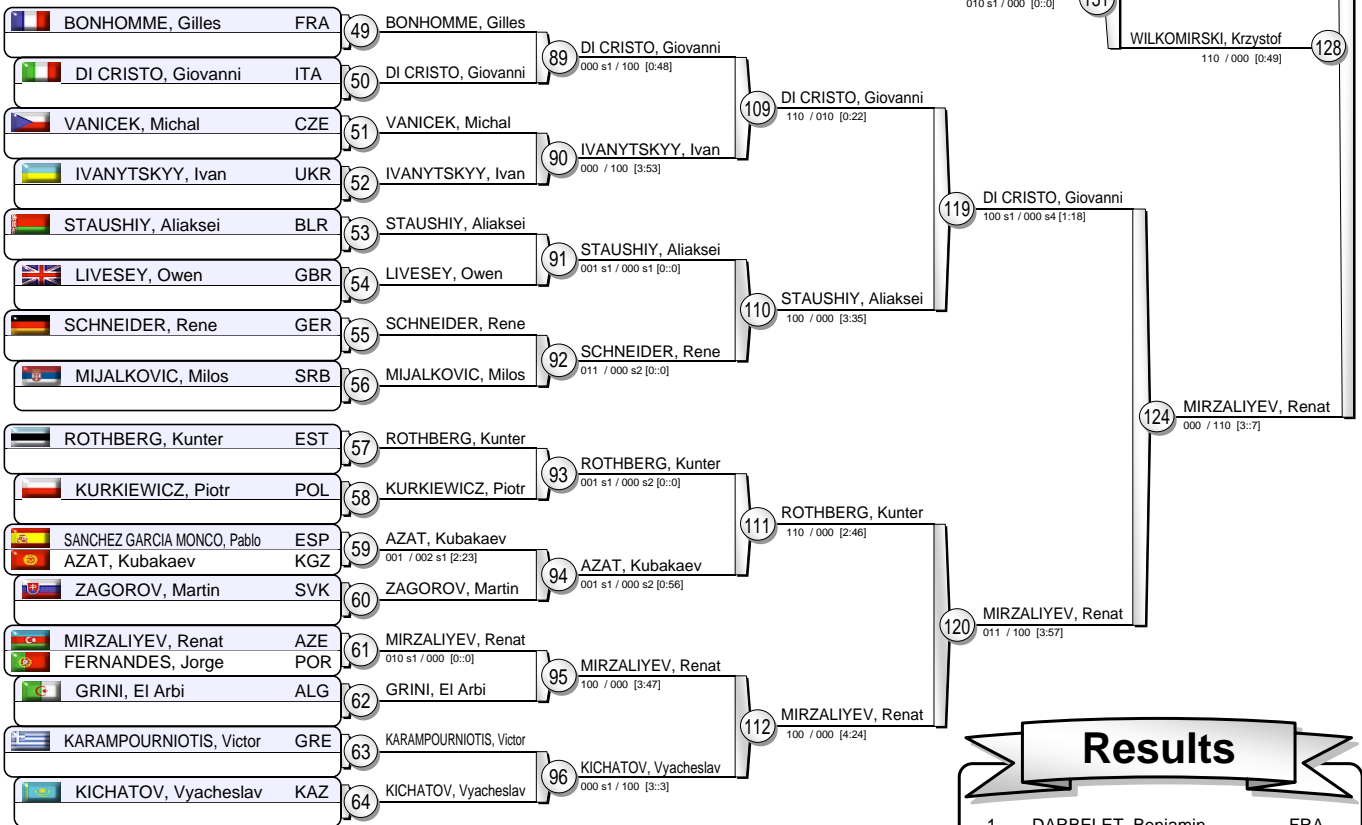 010 s1 / 000 [0::0]
131
WILKOMIRSKI, Krzystof
110 / 000 [0:49]
128
BONHOMME, Gilles FRA
49
BONHOMME, Gilles
DI CRISTO, Giovanni ITA
50
DI CRISTO, Giovanni
89
DI CRISTO, Giovanni
000 s1 / 100 [0:48]
VANICEK, Michal CZE
51
VANICEK, Michal
IVANYTSKYY, Ivan UKR
52
IVANYTSKYY, Ivan
90
IVANYTSKYY, Ivan
000 / 100 [3:53]
109
DI CRISTO, Giovanni
110 / 010 [0:22]
STAUSHIY, Aliaksei BLR
53
STAUSHIY, Aliaksei
LIVESEY, Owen GBR
54
LIVESEY, Owen
91
STAUSHIY, Aliaksei
001 s1 / 000 s1 [0::0]
SCHNEIDER, Rene GER
55
SCHNEIDER, Rene
MIJALKOVIC, Milos SRB
56
MIJALKOVIC, Milos
92
SCHNEIDER, Rene
011 / 000 s2 [0::0]
110
STAUSHIY, Aliaksei
100 / 000 [3:35]
119
DI CRISTO, Giovanni
100 s1 / 000 s4 [1:18]
ROTHBERG, Kunter EST
57
ROTHBERG, Kunter
KURKIEWICZ, Piotr POL
58
KURKIEWICZ, Piotr
93
ROTHBERG, Kunter
001 s1 / 000 s2 [0::0]
SANCHEZ GARCIA MONCO, Pablo ESP
AZAT, Kubakaev KGZ
59
AZAT, Kubakaev
001 / 002 s1 [2:23]
ZAGOROV, Martin SVK
60
ZAGOROV, Martin
94
AZAT, Kubakaev
001 s1 / 000 s2 [0:56]
111
ROTHBERG, Kunter
110 / 000 [2:46]
MIRZALIYEV, Renat AZE
FERNANDES, Jorge POR
61
MIRZALIYEV, Renat
010 s1 / 000 [0::0]
GRINI, El Arbi ALG
62
GRINI, El Arbi
95
MIRZALIYEV, Renat
100 / 000 [3:47]
KARAMPOURNIOTIS, Victor GRE
63
KARAMPOURNIOTIS, Victor
KICHATOV, Vyacheslav KAZ
64
KICHATOV, Vyacheslav
96
KICHATOV, Vyacheslav
000 s1 / 100 [3::3]
112
MIRZALIYEV, Renat
100 / 000 [4:24]
120
MIRZALIYEV, Renat
011 / 100 [3:57]
124
MIRZALIYEV, Renat
000 / 110 [3::7]
Results
1 DARBELET, Benjamin FRA